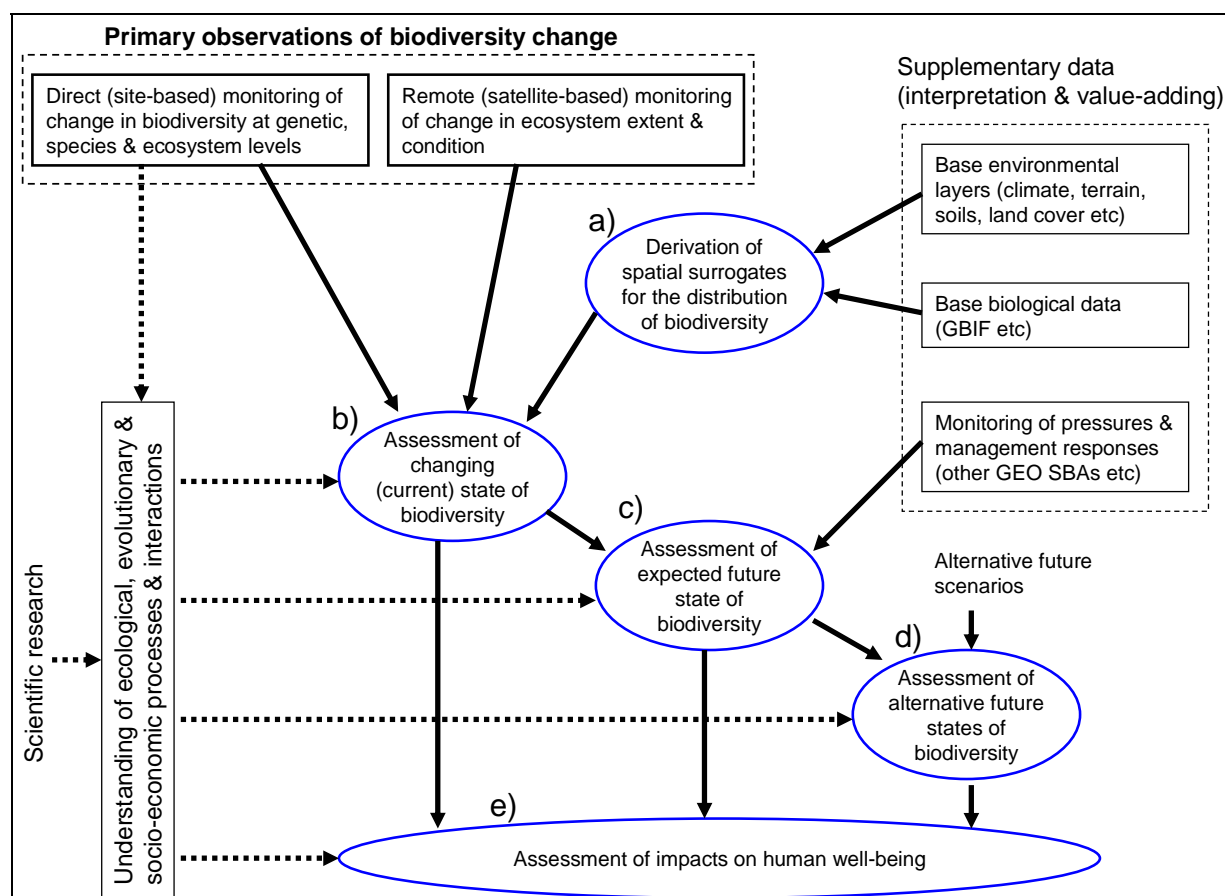 Primary observations of biodiversity change
Direct (site-based) monitoring of
change in biodiversity at genetic,
species & ecosystem levels
Remote (satellite-based) monitoring
of change in ecosystem extent &
condition
Supplementary data
(interpretation & value-adding)
Base environmental
layers (climate, terrain,
soils, land cover etc)
a)
Derivation of
spatial surrogates
for the distribution
of biodiversity
Base biological data
(GBIF etc)
b)
Assessment of
changing
(current) state of
biodiversity
Monitoring of pressures &
management responses
(other GEO SBAs etc)
c)
Assessment of
expected future
state of
biodiversity
Alternative future
scenarios
d)
Assessment of
alternative future
states of
biodiversity
Scientific research
Understanding of ecological, evolutionary &
socio-economic processes & interactions
e)
Assessment of impacts on human well-being